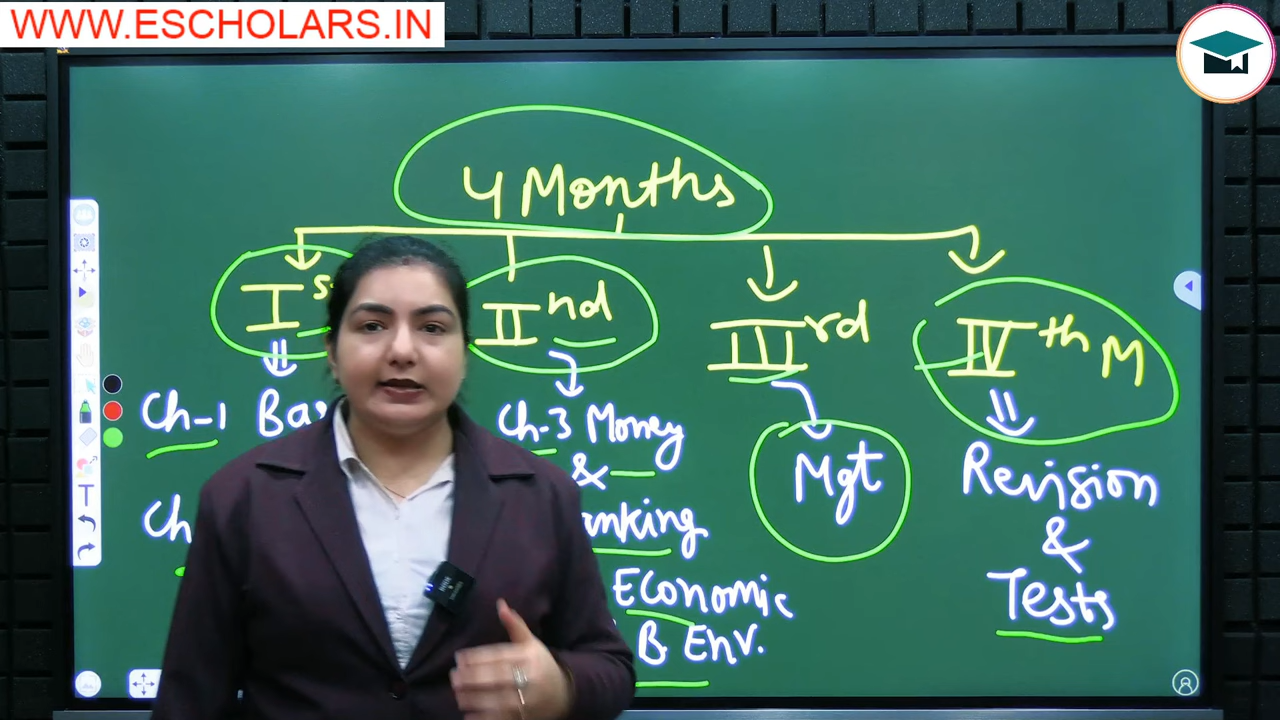 WWW.ESCHOLARS.IN
4 Months
I
II nd
III rd
IV th M
Ch-1
Ch-3 Money
&
Economic
B Env.
Mgt
Revision
&
Tests
T